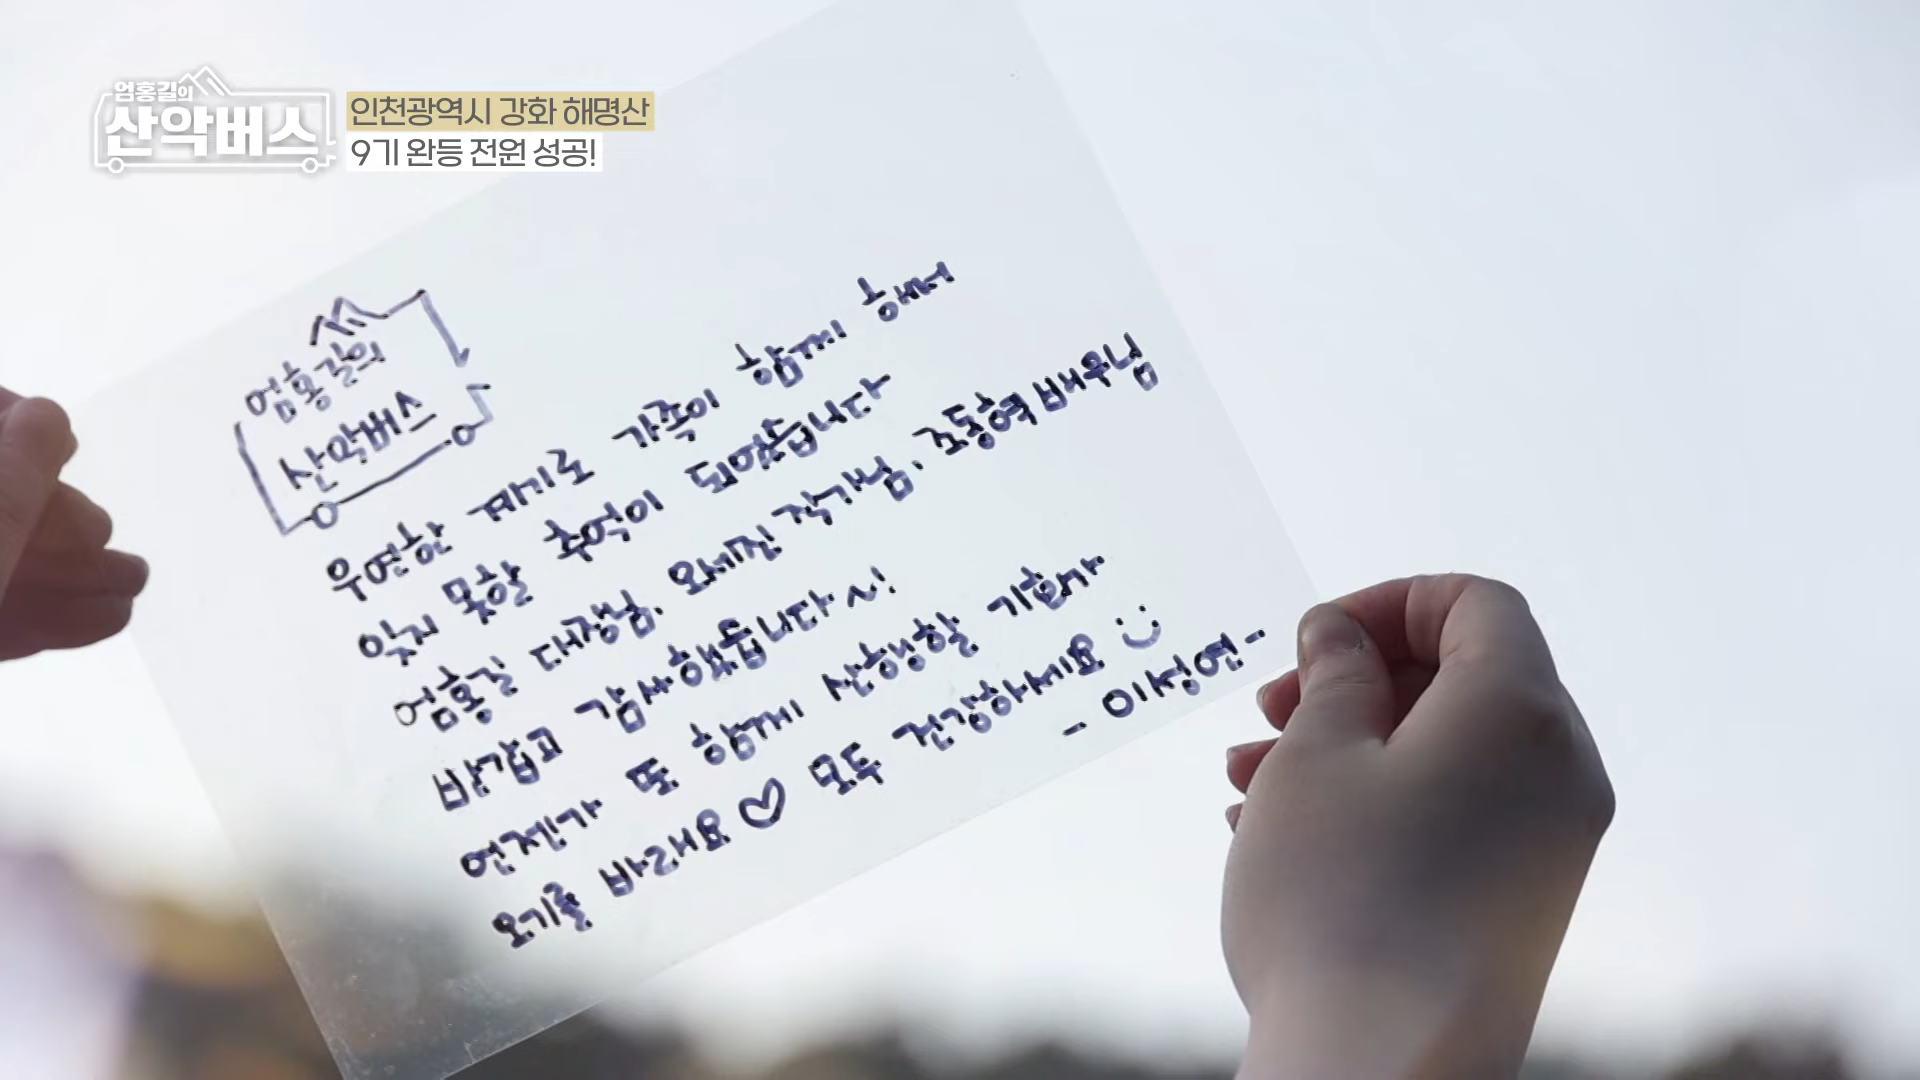 엄홍길의
산악버스
인천광역시 강화 해명산
9기 완등 전원 성공!
엄홍길의
산악버스
우연한 계기로 가족이 함께 해서
잊지 못할 추억이 되었습니다
엄홍길 대장님, 오세진 작가님, 조동혁 배우님
반갑고 감사했습니다~!
언젠가 또 함께 산행할 기회가
오기를 바래요♡ 모두 건강하세요 :)
- 이성연 -